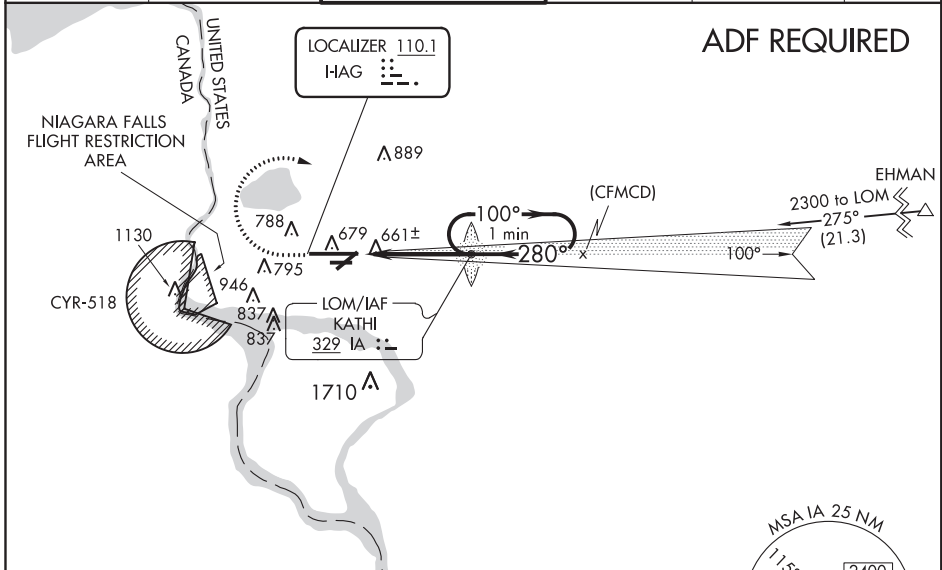 ADF REQUIRED
UNITED STATES
CANADA
LOCALIZER 110.1
I-IAG
NIAGARA FALLS
FLIGHT RESTRICTION
AREA
889
EHMAN
(CFMCD)
2300 to LOM
275°
(21.3)
100°
1 min
280°
100°
788
679
661±
1130
795
946
CYR-518
837
837
LOM/IAF
KATHI
329 IA
1710
MSA IA 25 NM